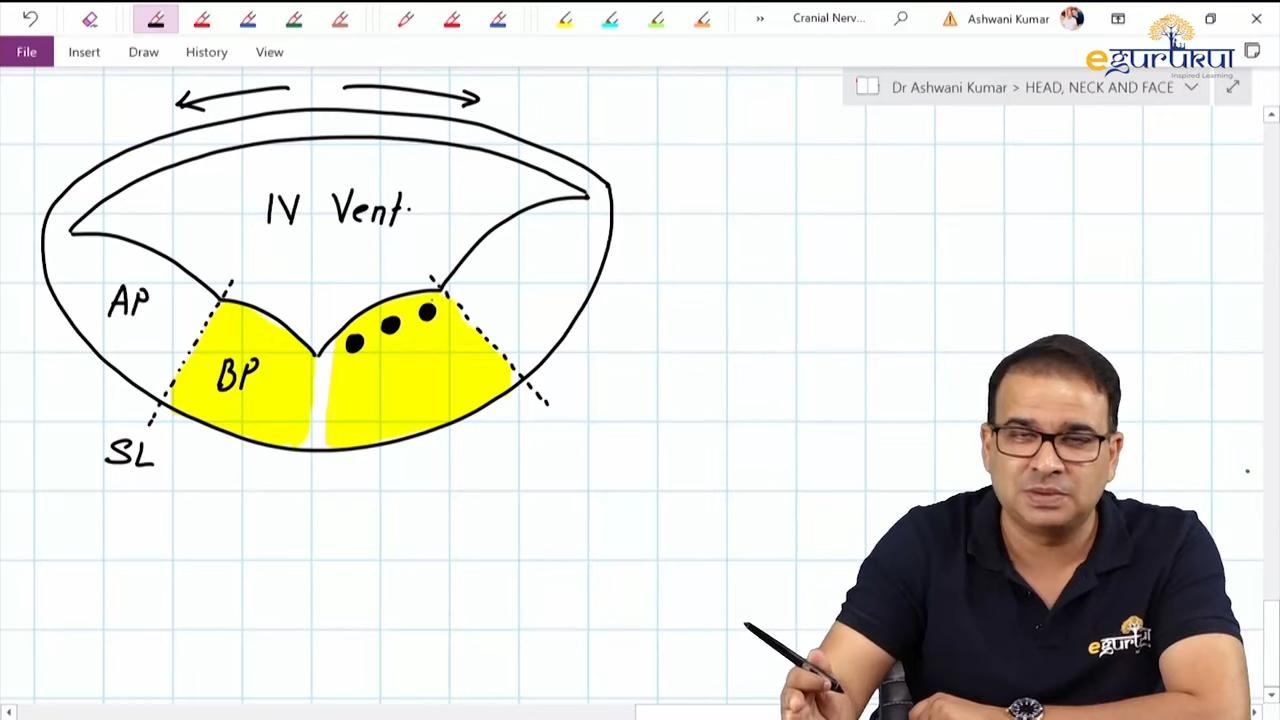 Cranial Nerv...
Ashwani Kumar
File Insert Draw History View
egurukul
Inspired Learning
Dr Ashwani Kumar > HEAD, NECK AND FACE
IV Vent.
AP
BP
SL
egurukul